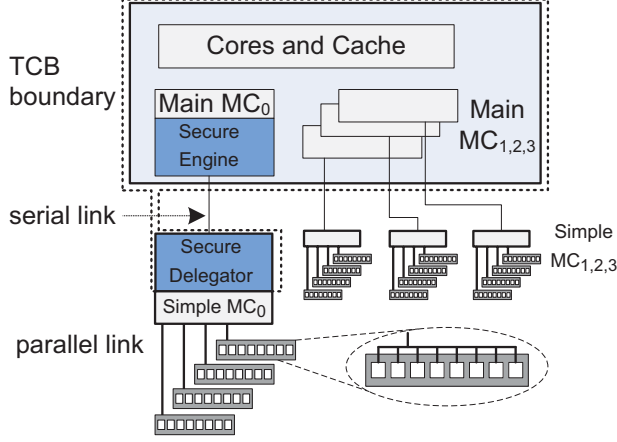 Cores and Cache
TCB
boundary
Main MC0
Secure
Engine
Main
MC1,2,3
serial link
Secure
Delegator
Simple MC0
Simple
MC1,2,3
parallel link